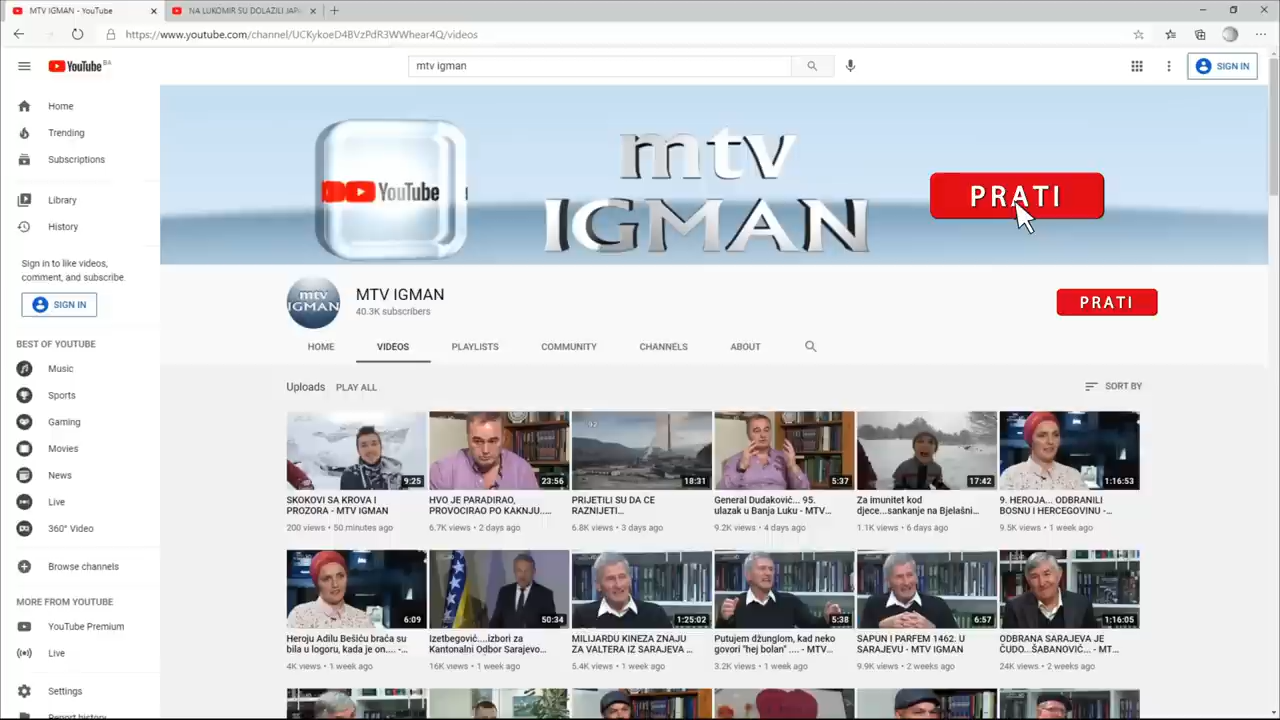 MTV IGMAN - YouTube
NA LUKOMIR SU DOLAZILI JAPA
https://www.youtube.com/channel/UCKykoeD4BVzPdR3WWhear4Q/videos
YouTube BA
mtv igman
SIGN IN
Home
Trending
Subscriptions
Library
History
Sign in to like videos,
comment, and subscribe.
SIGN IN
BEST OF YOUTUBE
Music
Sports
Gaming
Movies
News
Live
360° Video
Browse channels
MORE FROM YOUTUBE
YouTube Premium
Live
Settings
Report history
YouTube
mtv
IGMAN
PRATI
mtv
IGMAN
MTV IGMAN
40.3K subscribers
PRATI
HOME VIDEOS PLAYLISTS COMMUNITY CHANNELS ABOUT
Uploads PLAY ALL SORT BY
9:25
SKOKOVI SA KROVA I
PROZORA - MTV IGMAN
200 views • 50 minutes ago
23:56
HVO JE PARADIRAO,
PROVOCIRAO PO KAKNJU....
6.7K views • 2 days ago
18:31
PRIJETILI SU DA CE
RAZNIJETI...
6.8K views • 3 days ago
5:37
General Dudaković... 95.
ulazak u Banja Luku - MTV...
9.2K views • 4 days ago
17:42
Za imunitet kod
djece...sankanje na Bjelašni...
1.1K views • 6 days ago
1:16:53
9. HEROJA... ODBRANILI
BOSNU I HERCEGOVINU -...
9.5K views • 1 week ago
6:09
Heroju Adilu Bešiću braća su
bila u logoru, kada je on.... -...
4K views • 1 week ago
50:34
Izetbegović....izbori za
Kantonalni Odbor Sarajevo...
16K views • 1 week ago
1:25:02
MILIJARDU KINEZA ZNAJU
ZA VALTERA IZ SARAJEVA ...
5.4K views • 1 week ago
5:38
Putujem džunglom, kad neko
govori "hej bolan" .... - MTV...
3.2K views • 1 week ago
6:57
SAPUN I PARFEM 1462. U
SARAJEVU - MTV IGMAN
9.9K views • 2 weeks ago
1:16:05
ODBRANA SARAJEVA JE
ČUDO...ŠABANOVIĆ... - MT...
24K views • 2 weeks ago